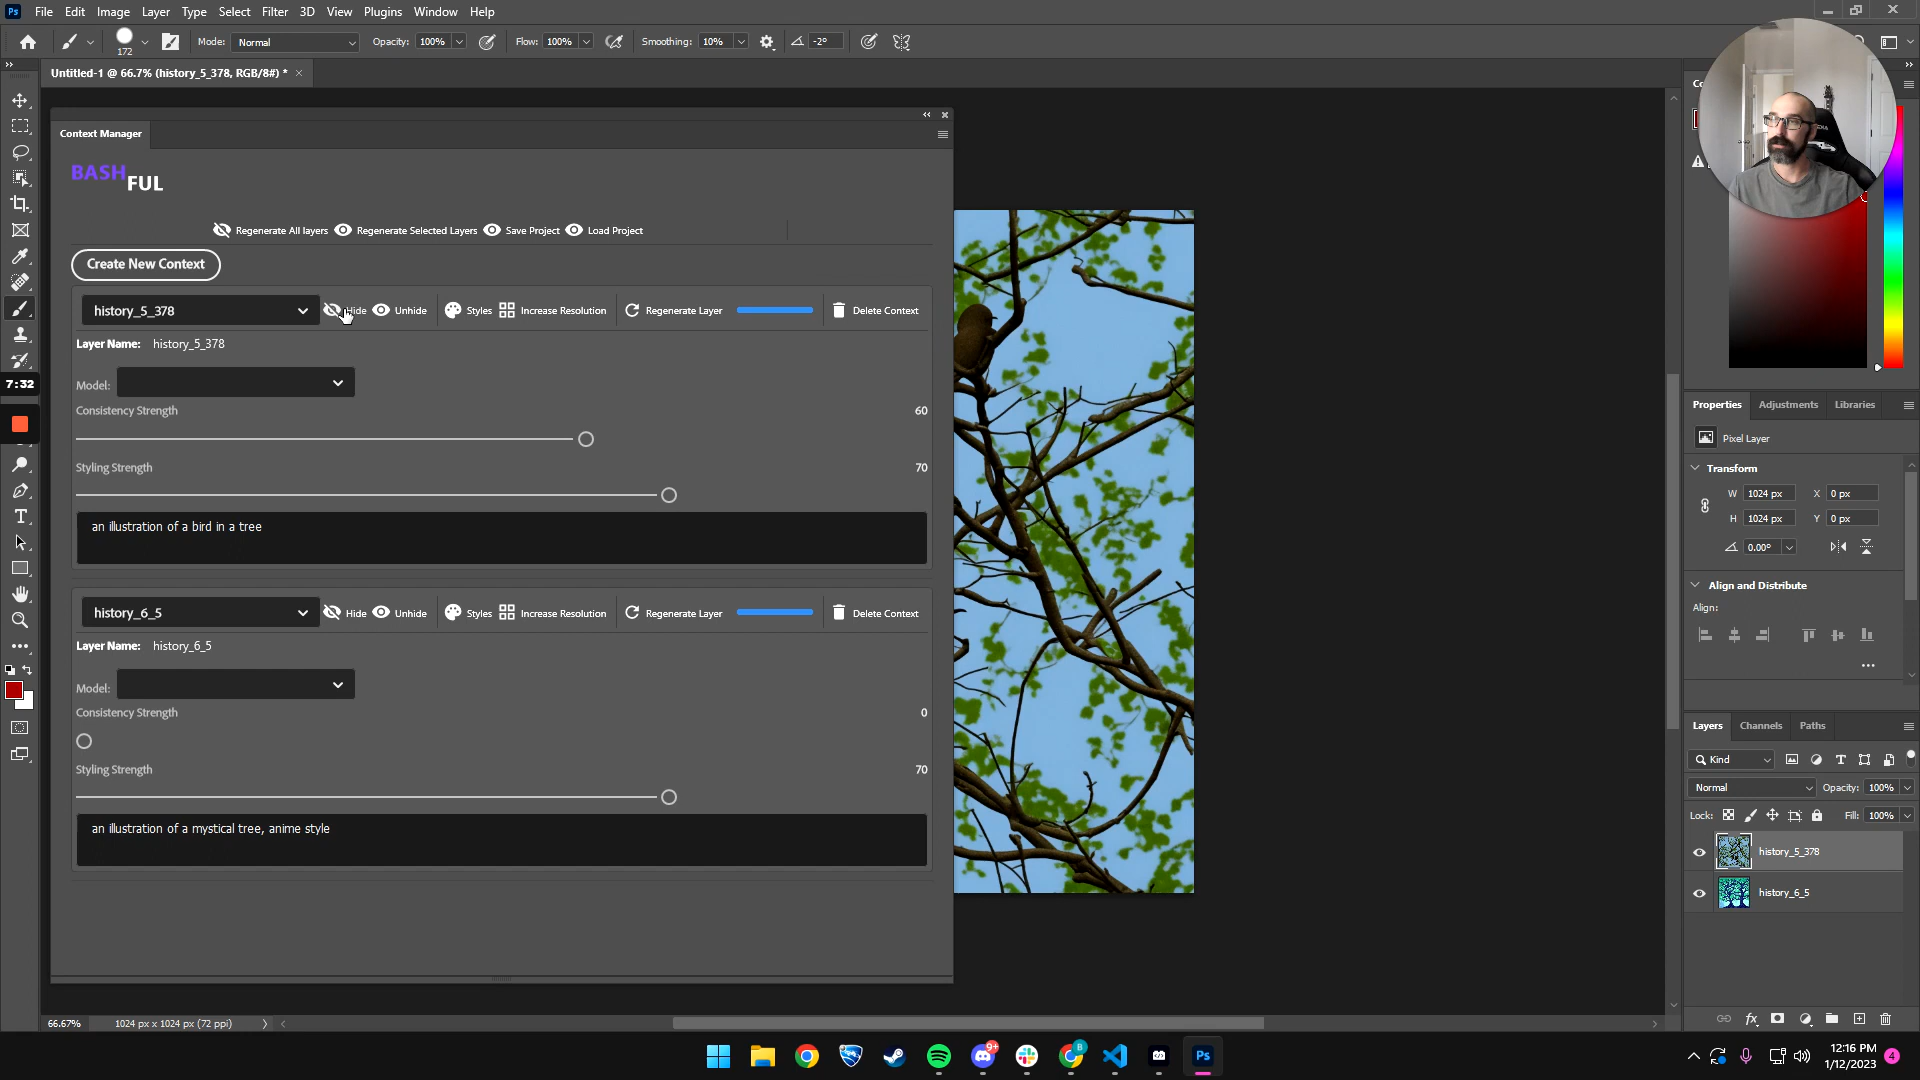 Ps File Edit Image Layer Type Select Filter 3D View Plugins Window Help
172 Mode: Normal Opacity: 100% Flow: 100% Smoothing: 10% -2°
Untitled-1 @ 66.7% (history_5_378, RGB/8#) *
Context Manager
BASH
FUL
Regenerate All layers Regenerate Selected Layers Save Project Load Project
Create New Context
history_5_378 Hide Unhide Styles Increase Resolution Regenerate Layer Delete Context
Layer Name: history_5_378
Model:
Consistency Strength 60
Styling Strength 70
an illustration of a bird in a tree
history_6_5 Hide Unhide Styles Increase Resolution Regenerate Layer Delete Context
Layer Name: history_6_5
Model:
Consistency Strength 0
Styling Strength 70
an illustration of a mystical tree, anime style
7:32
Properties Adjustments Libraries
Pixel Layer
Transform
W 1024 px X 0 px
H 1024 px Y 0 px
0.00°
Align and Distribute
Align:
Layers Channels Paths
Kind
Normal Opacity: 100%
Lock: Fill: 100%
history_5_378
history_6_5
fx
66.67% 1024 px x 1024 px (72 ppi)
9+ B Ps
12:16 PM
1/12/2023 4